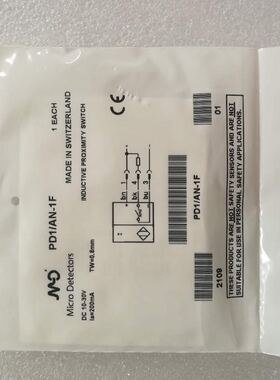 MD
Micro Detectors
PD1/AN-1F
1 EACH
MADE IN SWITZERLAND
INDUCTIVE PROXIMITY SWITCH
CE
DC 10-30V
Ia=200mA
TW=0,8mm
bn 1
bk 4
bu 3
+
-
PD1/AN-1F
2109
01
THESE PRODUCTS ARE NOT SAFETY SENSORS AND ARE NOT
SUITABLE FOR USE IN PERSONAL SAFETY APPLICATION